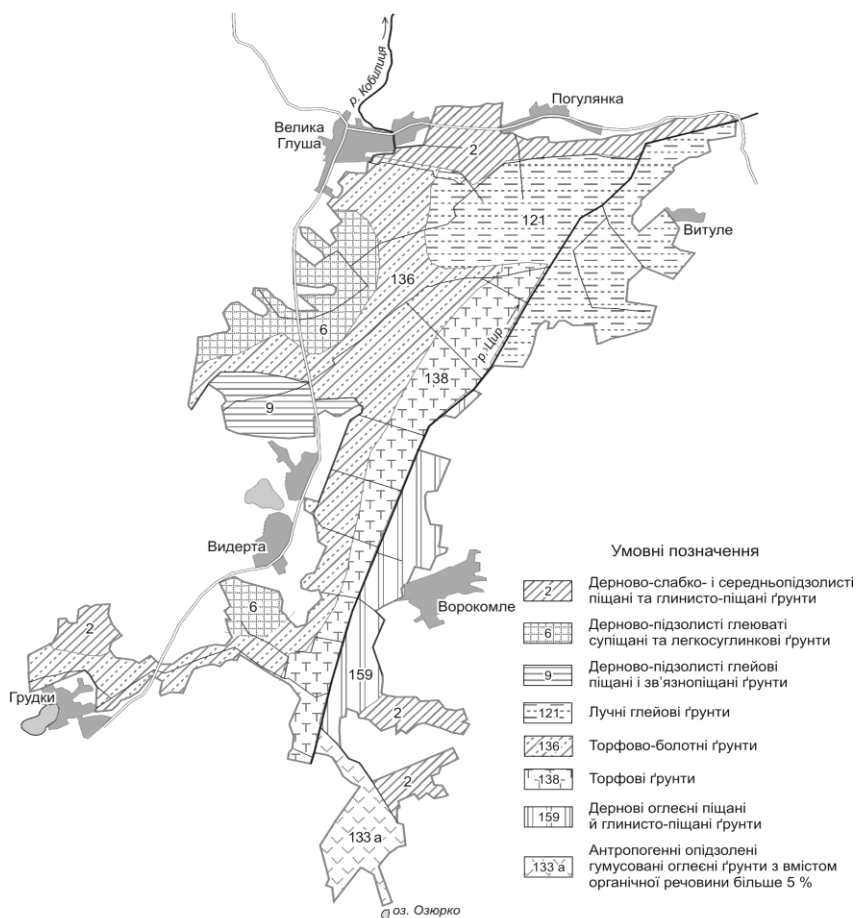 р. Кобилиця
Погулянка
Велика
Глуша
2
121
Витуле
136
6
р. Цир
138
9
Видерта
Ворокомле
6
2
Грудки
159
2
2
133 а
оз. Озюрко
Умовні позначення
2 Дерново-слабко- і середньопідзолисті
піщані та глинисто-піщані ґрунти
6 Дерново-підзолисті глеюваті
супіщані та легкосуглинкові ґрунти
9 Дерново-підзолисті глейові
піщані і зв’язнопіщані ґрунти
121 Лучні глейові ґрунти
136 Торфово-болотні ґрунти
138 Торфові ґрунти
159 Дернові оглеєні піщані
й глинисто-піщані ґрунти
133 а Антропогенні опідзолені
гумусовані оглеєні ґрунти з вмістом
органічної речовини більше 5 %